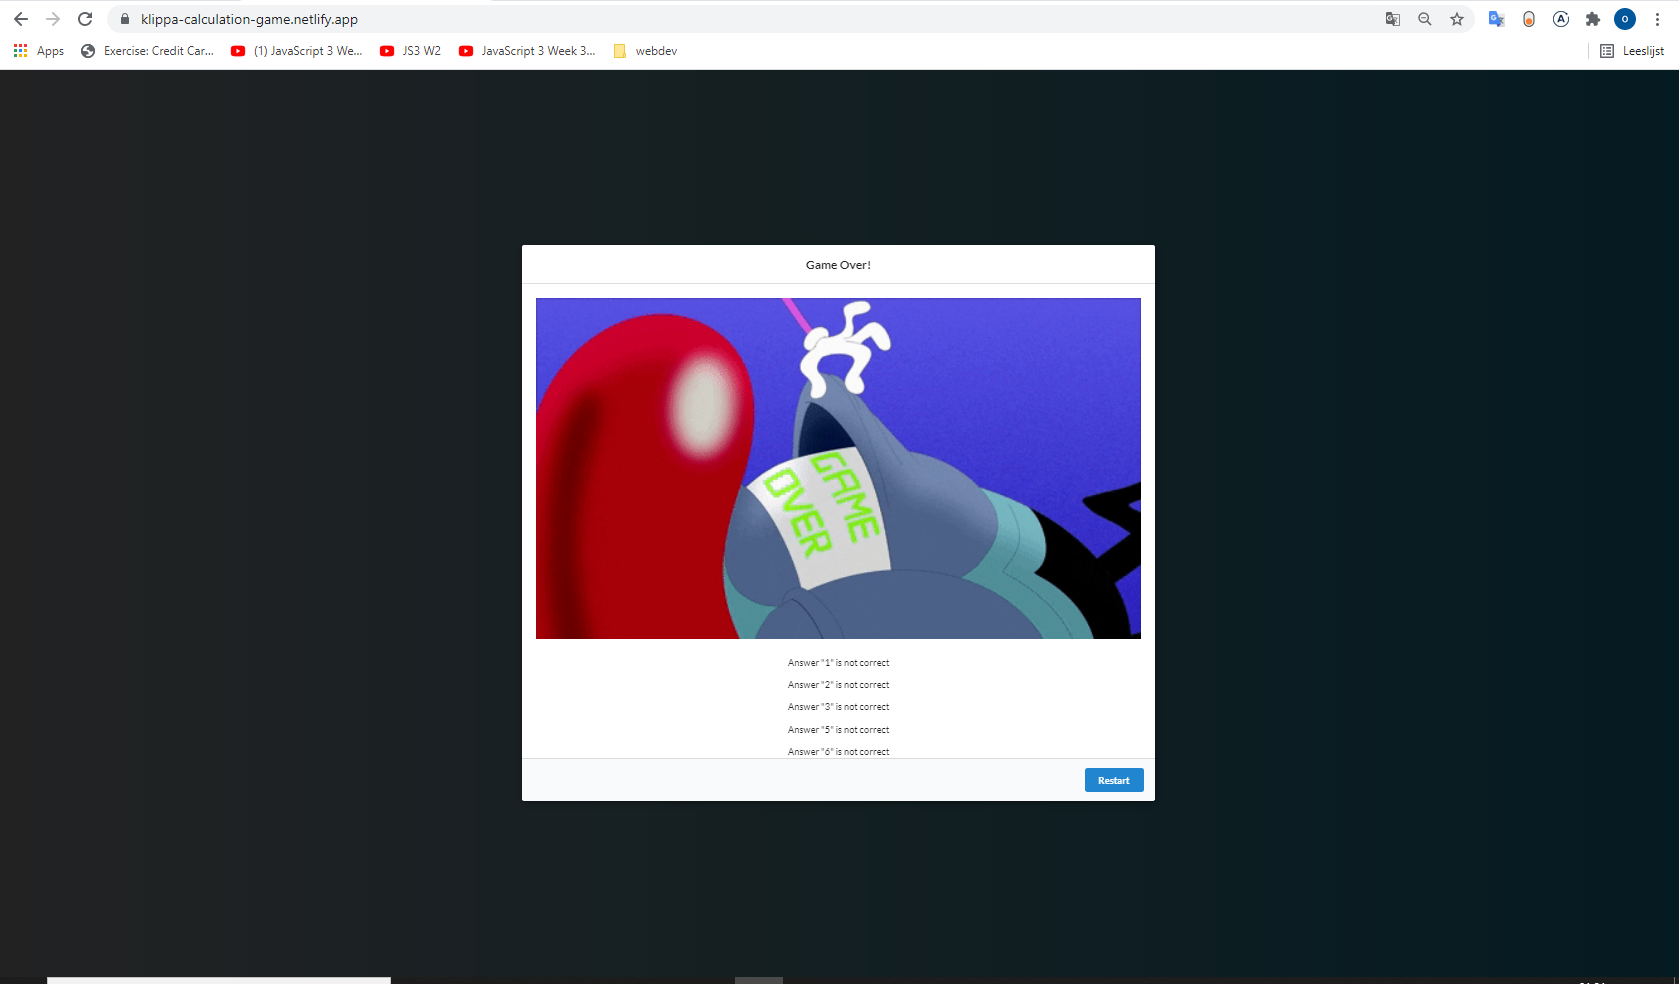 klippa-calculation-game.netlify.app
Apps
Exercise: Credit Car...
(1) JavaScript 3 We...
JS3 W2
JavaScript 3 Week 3...
webdev
Leeslijst
Game Over!
GAME
OVER
Answer "1" is not correct
Answer "2" is not correct
Answer "3" is not correct
Answer "5" is not correct
Answer "6" is not correct
Restart